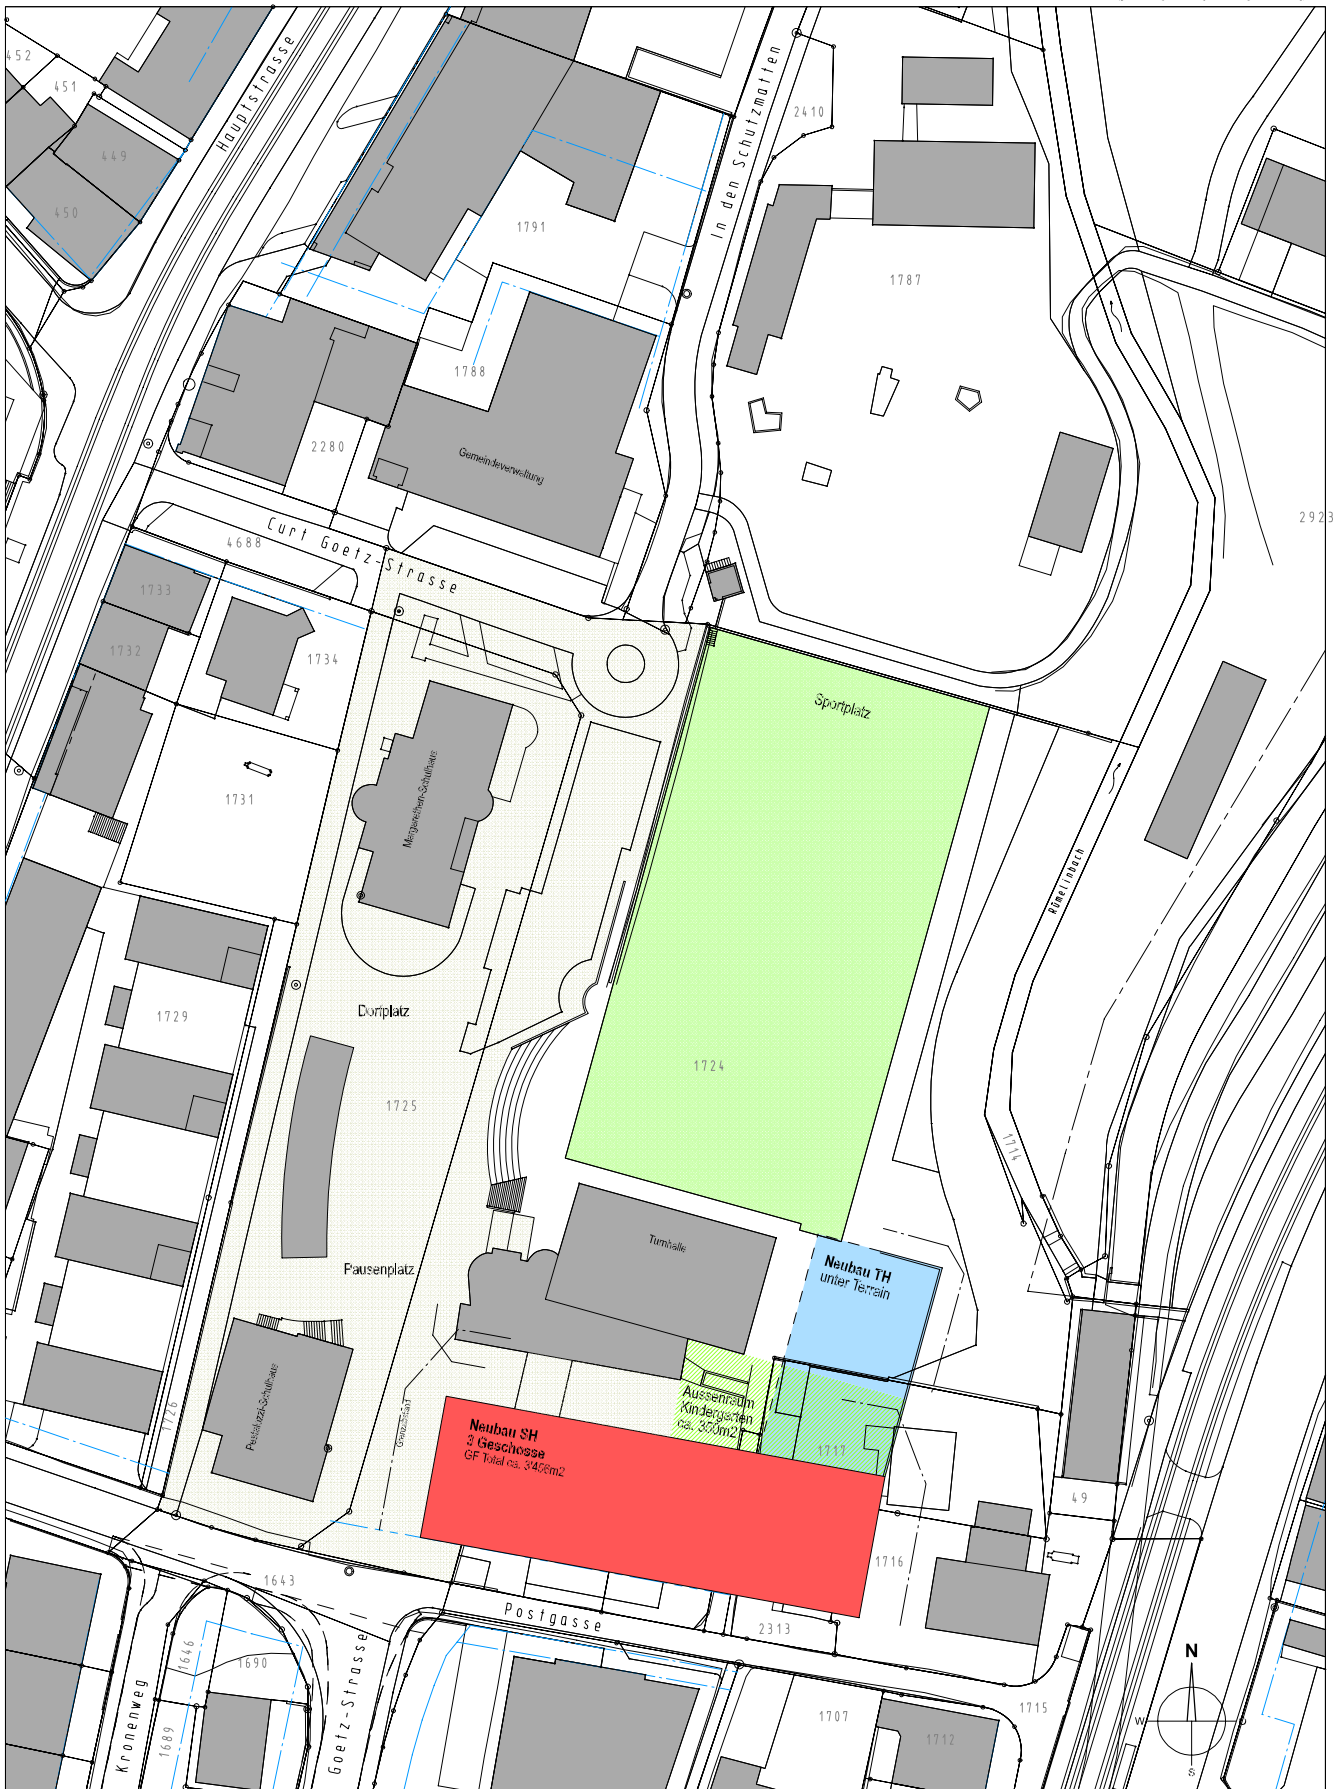 452
451
449
450
Hauptstrasse
In den Schutzmatten
2410
1791
1787
1788
2280
Gemeindeverwaltung
2923
Curt Goetz-Strasse
4688
1733
1732
1734
Sportplatz
1731
Margarethen-Schulhaus
Rümelinbach
Dorfplatz
1729
1724
1725
1714
Turnhalle
Pausenplatz
Neubau TH
unter Terrain
Pestalozzi-Schulhaus
Grenzabstand
Aussenraum
Kindergarten
ca. 350m2
1726
Neubau SH
3 Geschosse
GF Total ca. 3'456m2
1717
49
1716
1643
Postgasse
2313
1646
1690
1689
Kronenweg
Goetz-Strasse
1707
1712
1715
N
W
S